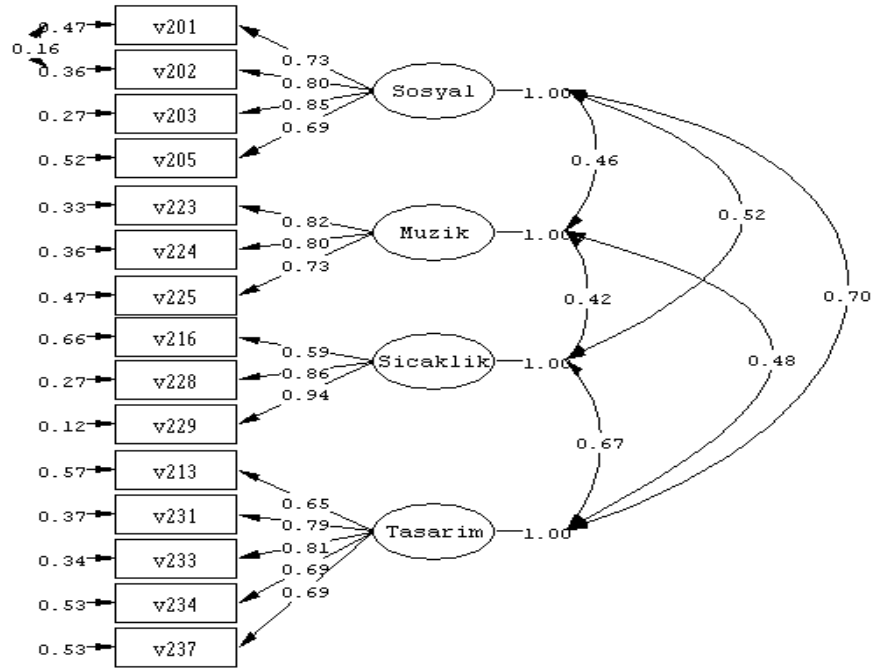 0.47 v201
0.16
0.73
0.36 v202
0.80
Sosyal 1.00
0.27 v203
0.85
0.69
0.52 v205
0.46
0.33 v223
0.82
0.52
0.36 v224
0.80
Muzik 1.00
0.73
0.47 v225
0.42
0.70
0.66 v216
0.59
Sicaklik 1.00
0.48
0.27 v228
0.86
0.94
0.12 v229
0.67
0.57 v213
0.65
0.37 v231
0.79
Tasarim 1.00
0.34 v233
0.81
0.69
0.69
0.53 v234
0.53 v237